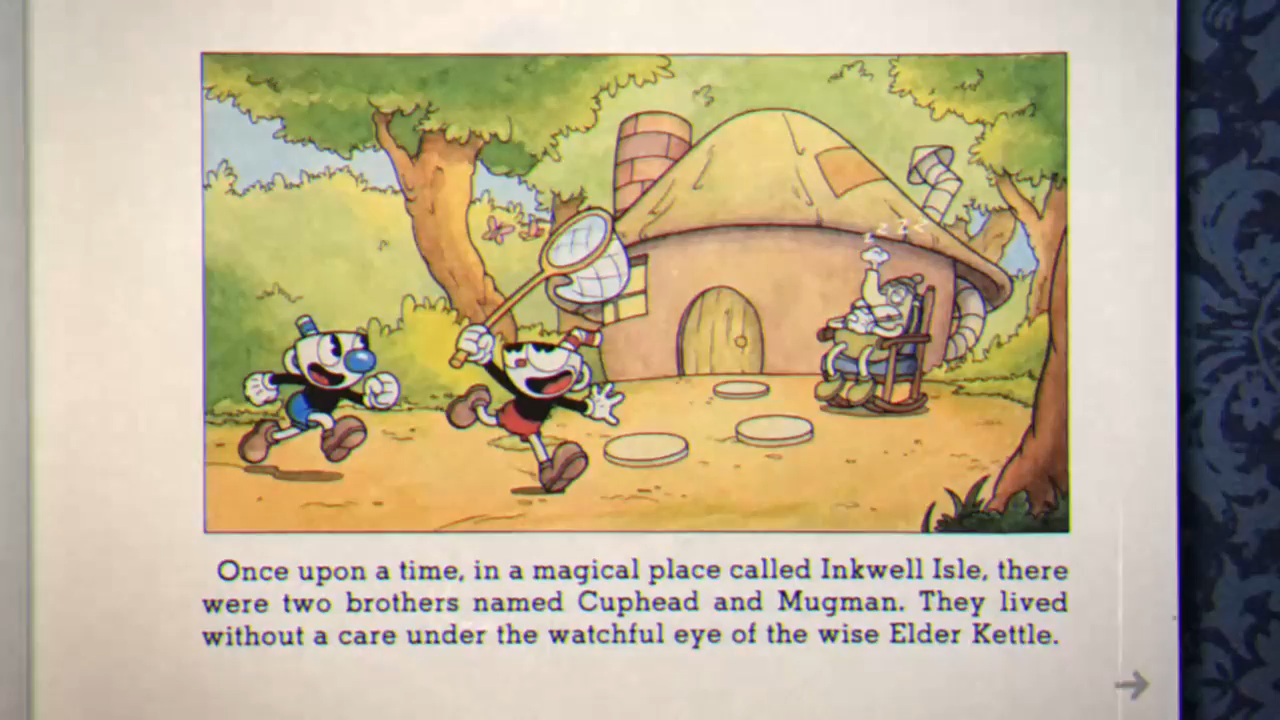 z z z z
Once upon a time, in a magical place called Inkwell Isle, there
were two brothers named Cuphead and Mugman. They lived
without a care under the watchful eye of the wise Elder Kettle.